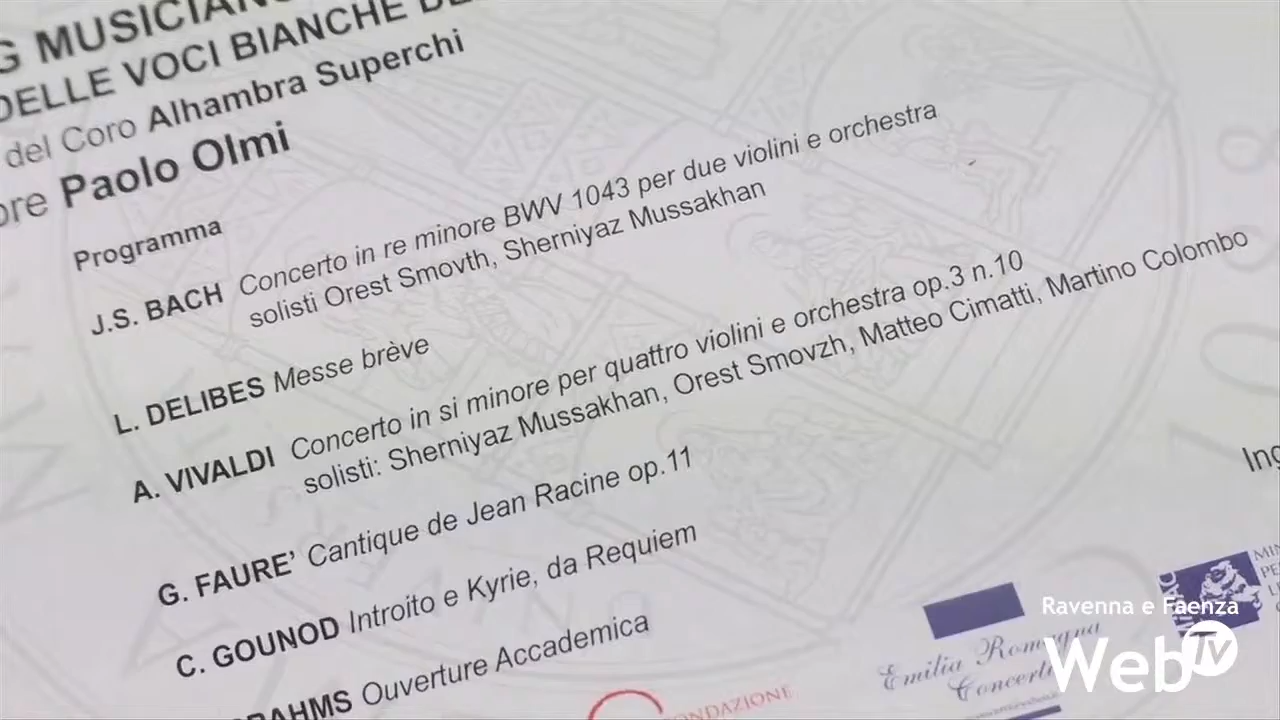 G MUSICIAN
DELLE VOCI BIANCHE
del Coro Alhambra Superchi
ore Paolo Olmi
Programma
J.S. BACH Concerto in re minore BWV 1043 per due violini e orchestra
solisti Orest Smovth, Sherniyaz Mussakhan
L. DELIBES Messe brève
A. VIVALDI Concerto in si minore per quattro violini e orchestra op.3 n.10
solisti: Sherniyaz Mussakhan, Orest Smovzh, Matteo Cimatti, Martino Colombo
G. FAURE' Cantique de Jean Racine op.11
C. GOUNOD Introito e Kyrie, da Requiem
RAHMS Ouverture Accademica
Ing
ONDAZIONE
Emilia Romagna
Concerti
Ravenna e Faenza
WebTV